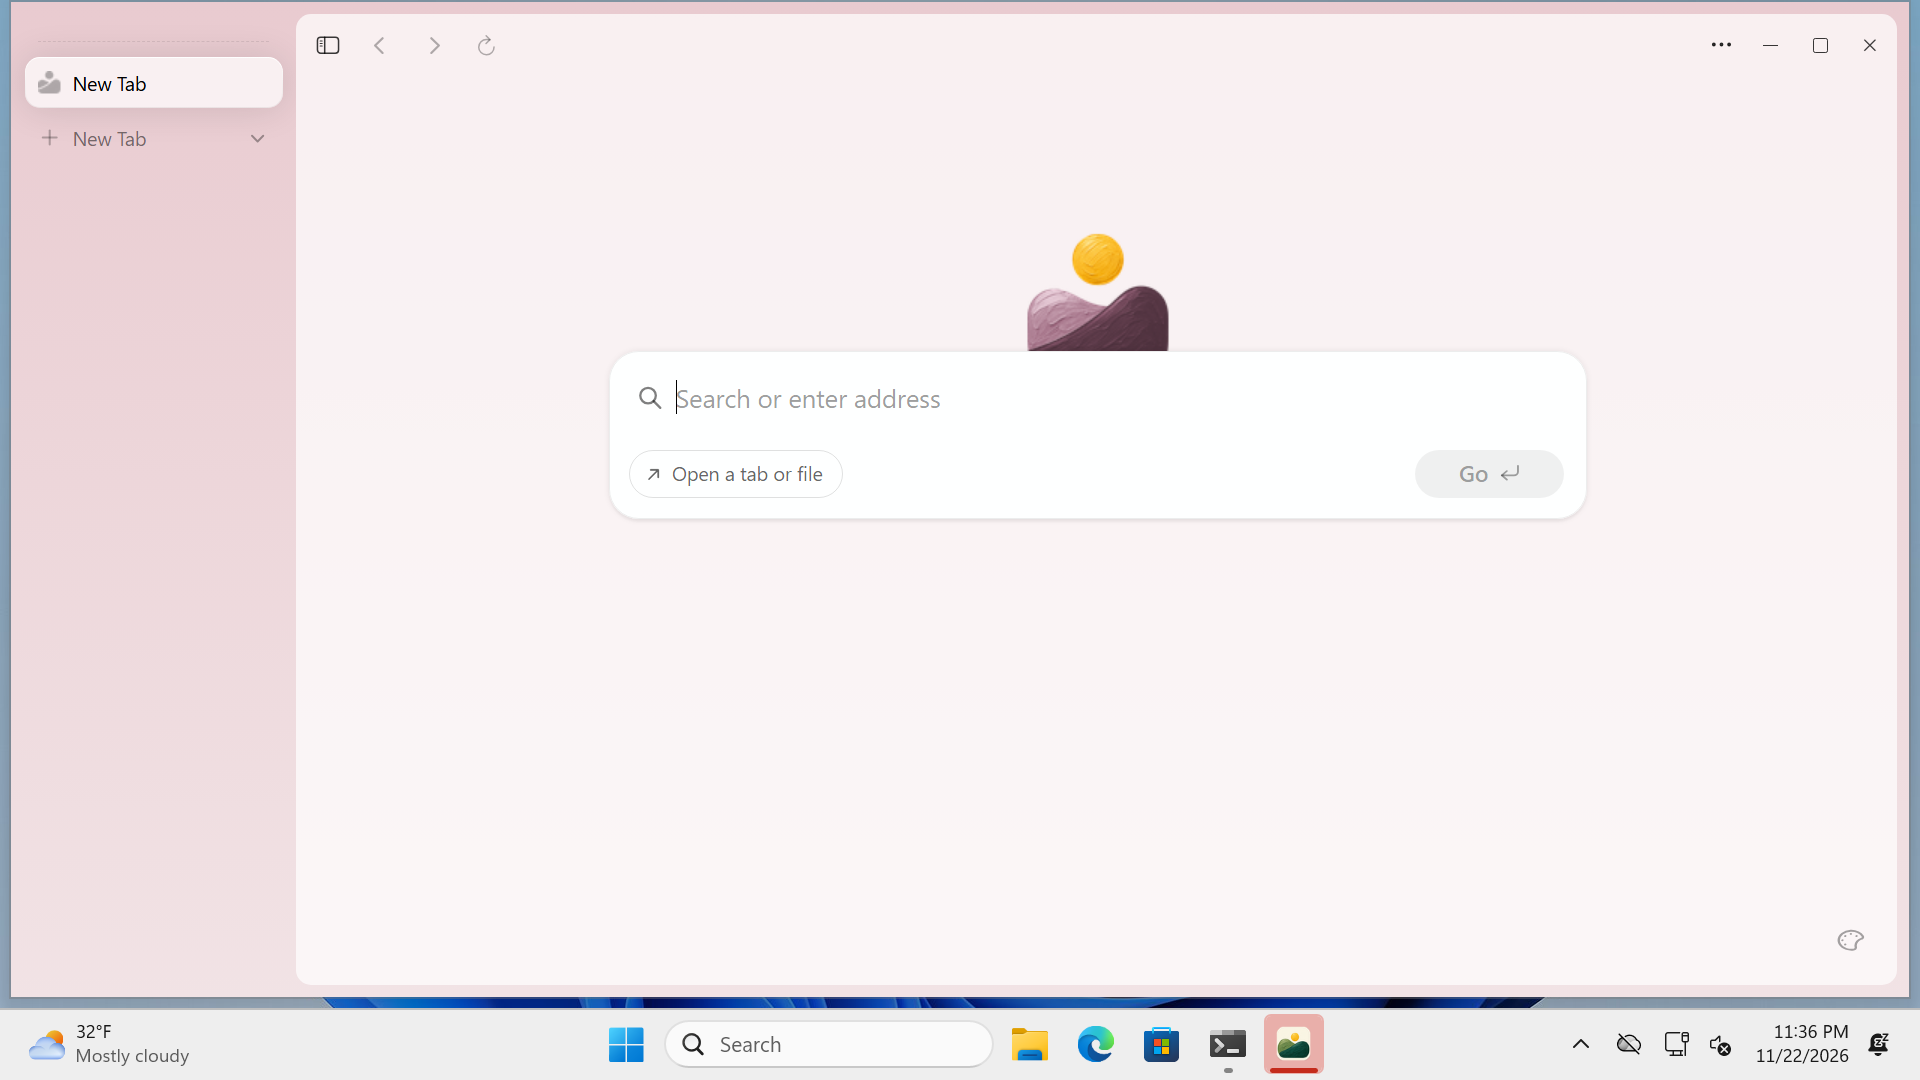 New Tab
New Tab
Search or enter address
Open a tab or file
Go
32°F
Mostly cloudy
Search
11:36 PM
11/22/2026